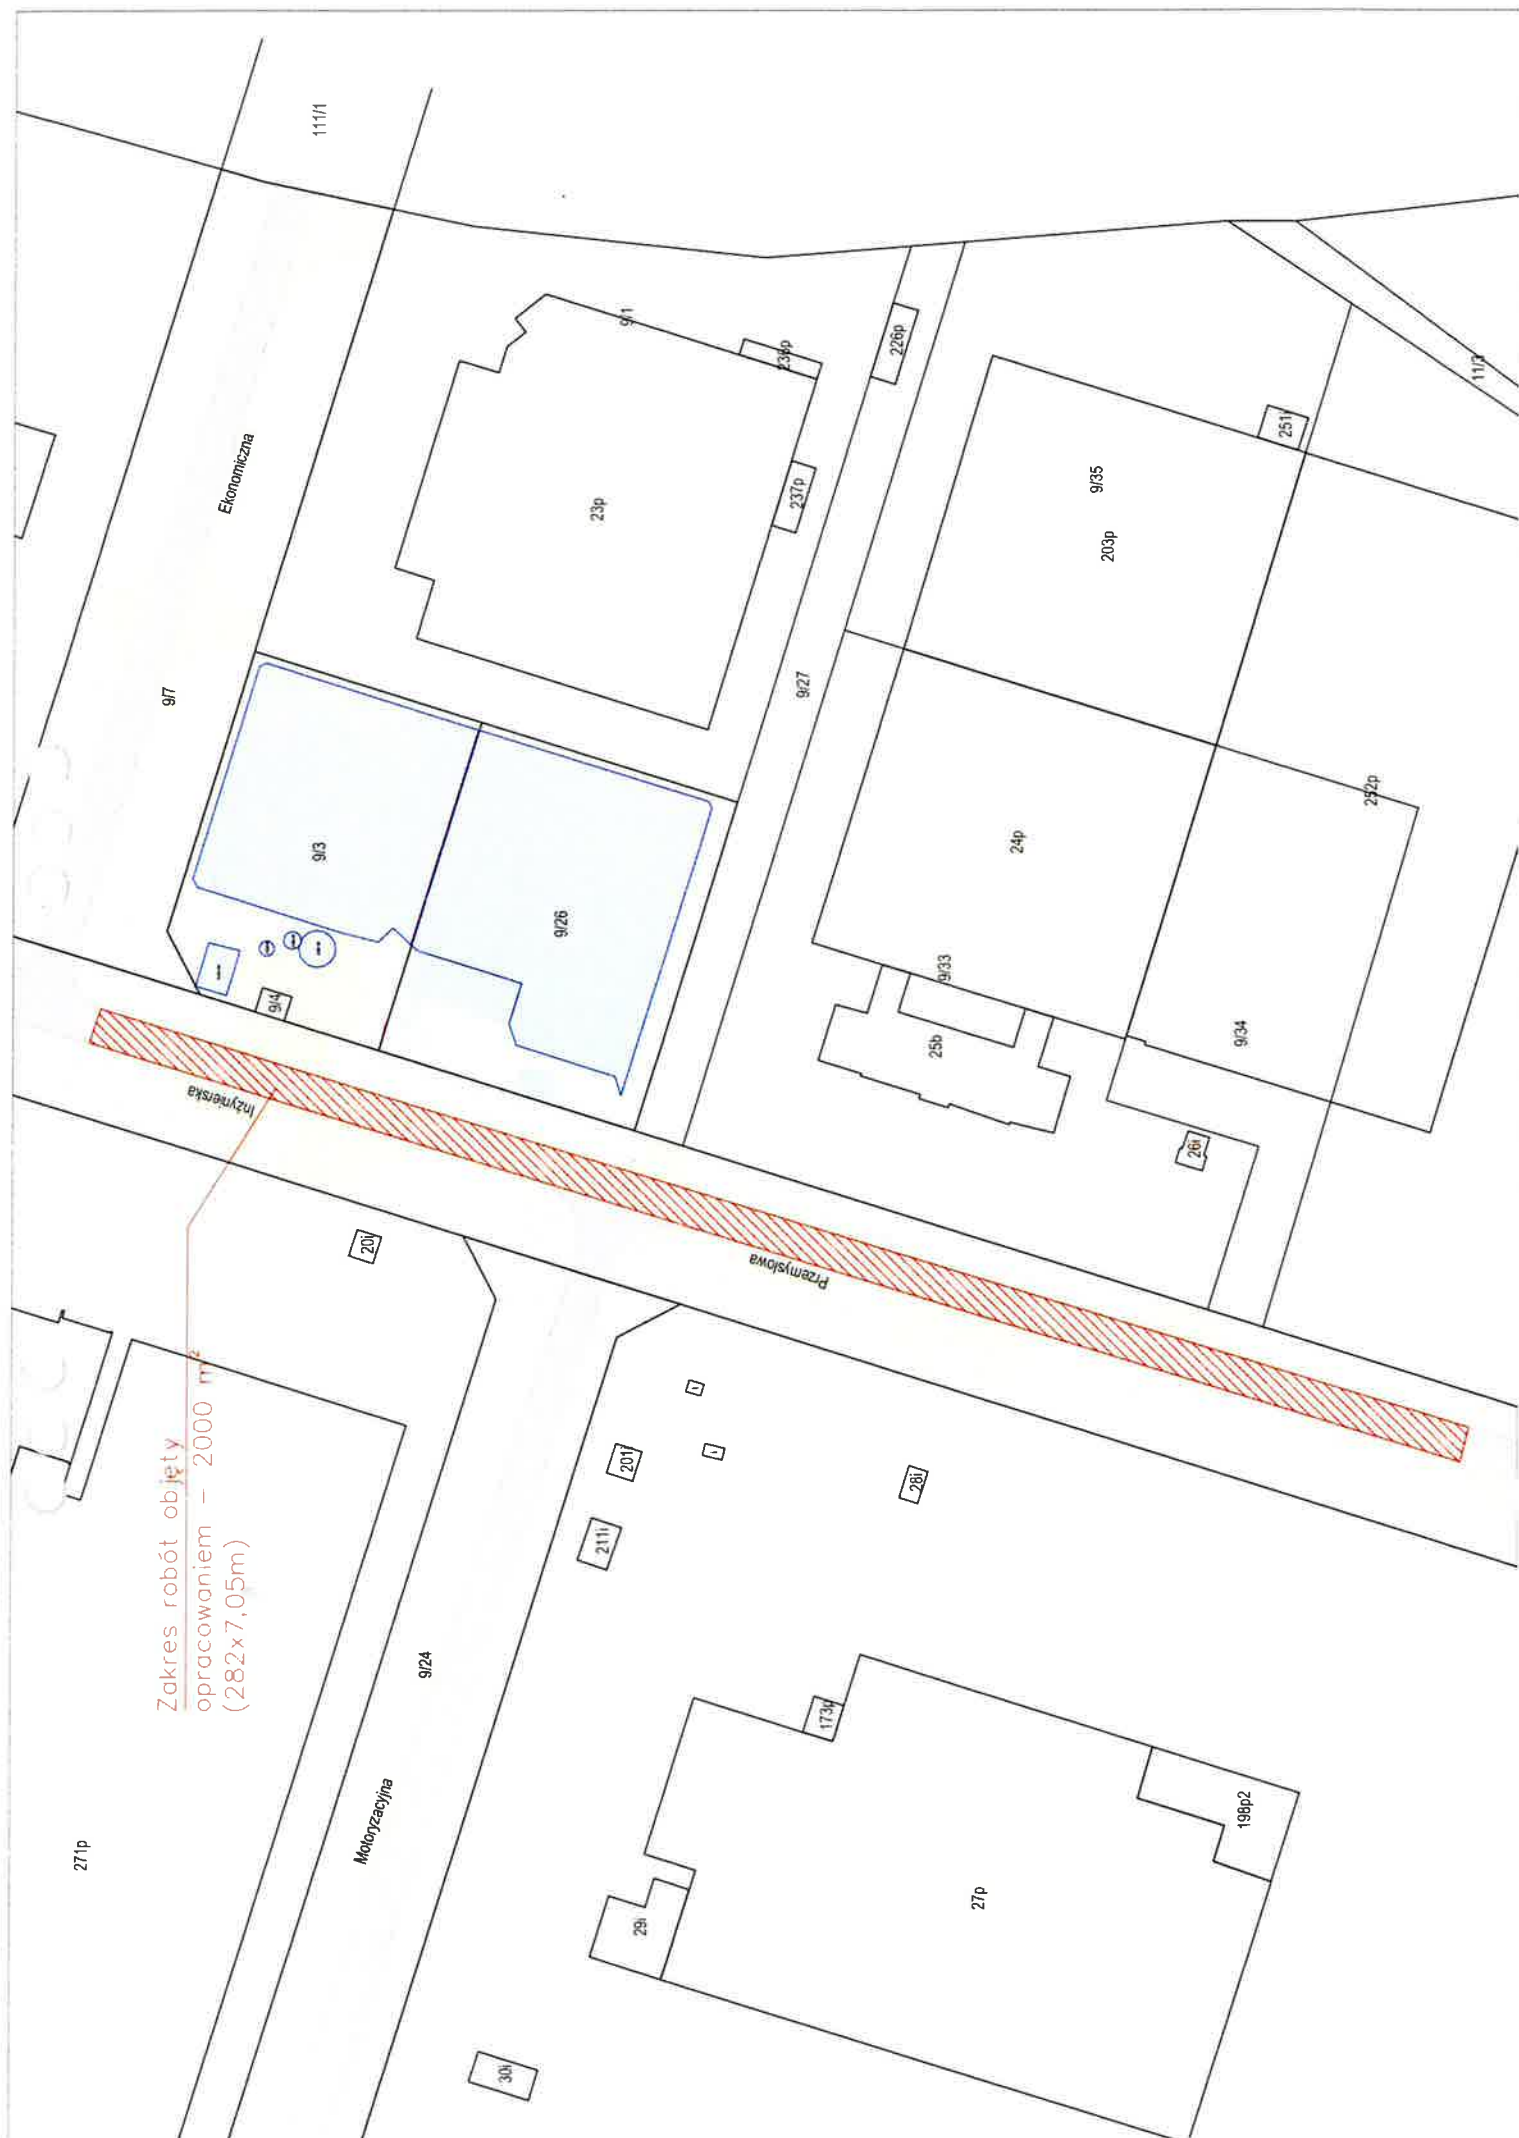 111/1
Ekonomiczna
9/7
9/1
236p
226p
237p
23p
9/27
9/35
203p
251i
11/3
252p
24p
9/3
9/26
9/4
9/33
25b
9/34
26i
Inżynierska
Przemysłowa
20i
Zakres robót objęty
opracowaniem – 2000 m²
(282x7,05m)
201i
211i
28i
9/24
Motoryzacyjna
271p
173p
198p2
27p
29i
30i